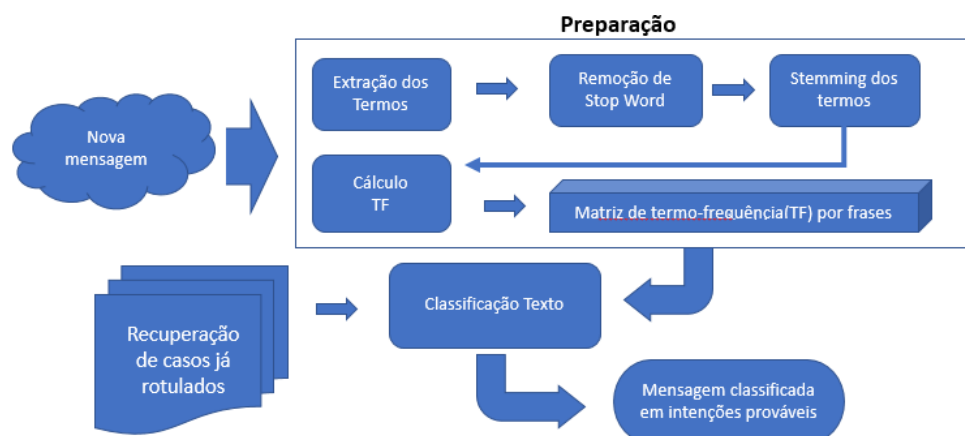 Preparação
Extração dos
Termos
Remoção de
Stop Word
Stemming dos
termos
Nova
mensagem
Cálculo
TF
Matriz de termo-frequência(TF) por frases
Recuperação
de casos já
rotulados
Classificação Texto
Mensagem classificada
em intenções prováveis